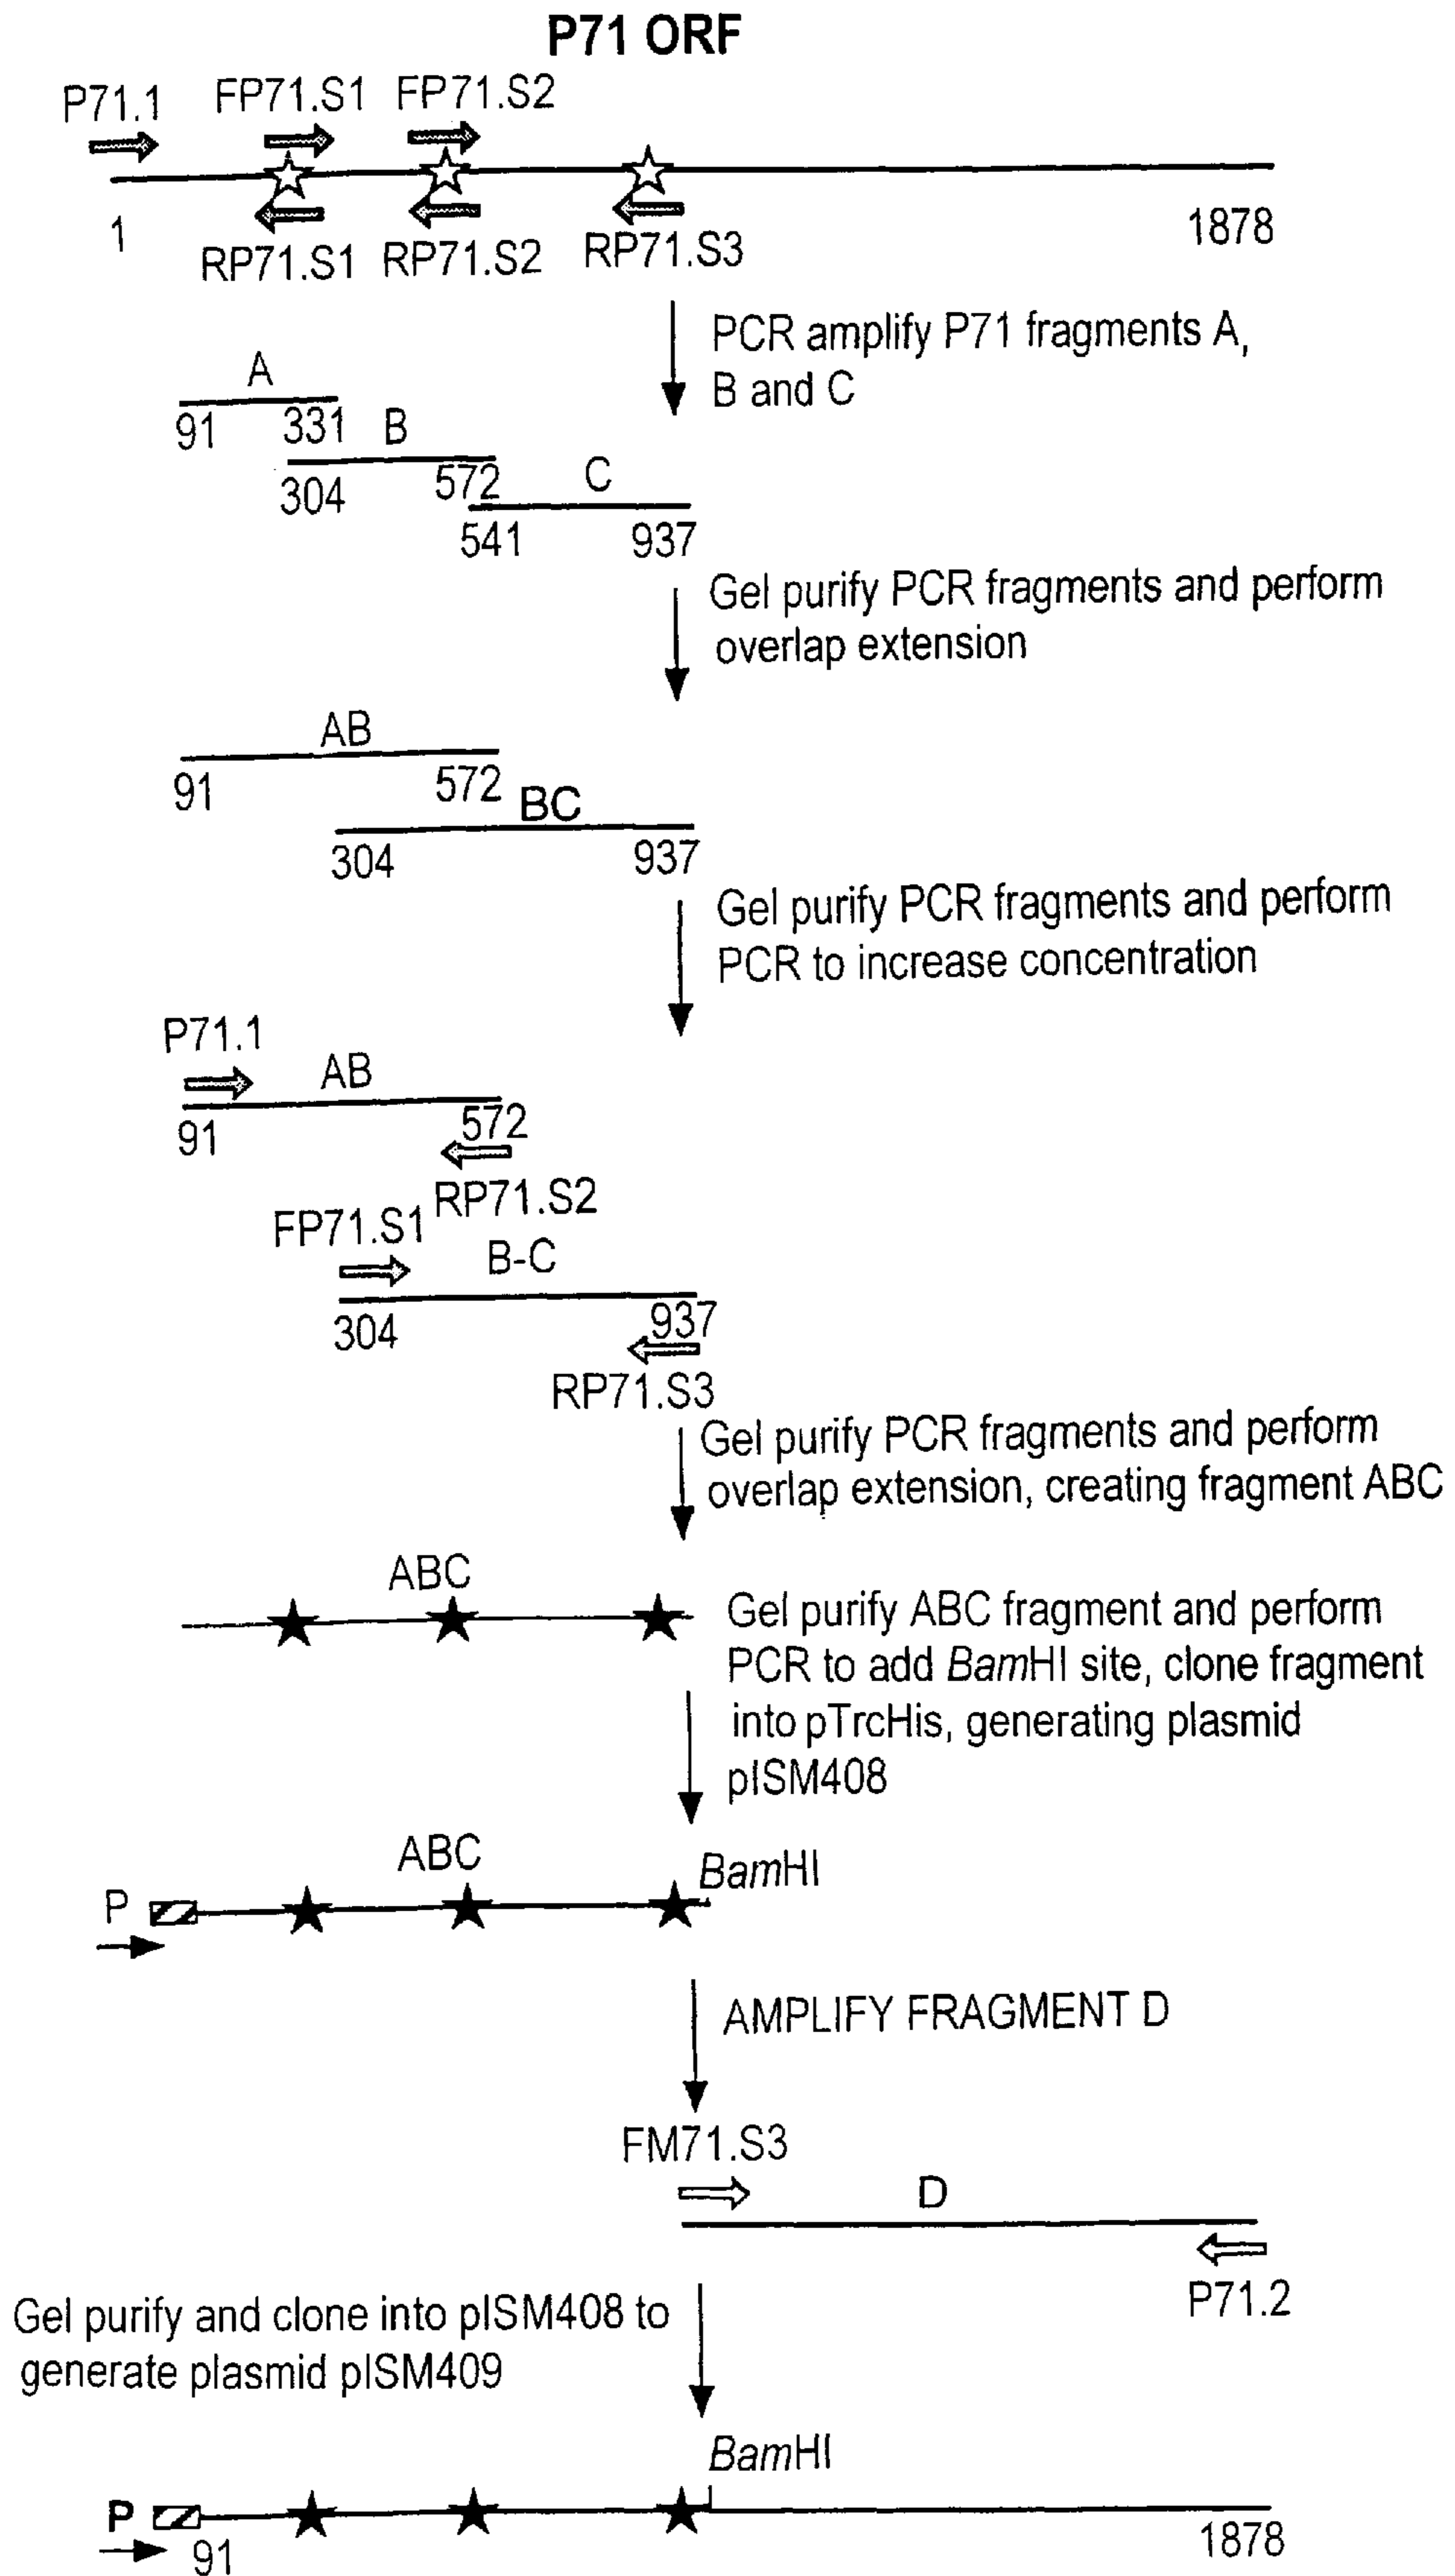 P71 ORF
P71.1 FP71.S1 FP71.S2
1 1878
RP71.S1 RP71.S2 RP71.S3
PCR amplify P71 fragments A,
B and C
A
91 331 B
304 572 C
541 937
Gel purify PCR fragments and perform
overlap extension
AB
91 572
BC
304 937
Gel purify PCR fragments and perform
PCR to increase concentration
P71.1
AB
91 572
RP71.S2
FP71.S1
B-C
304 937
RP71.S3
Gel purify PCR fragments and perform
overlap extension, creating fragment ABC
ABC
Gel purify ABC fragment and perform
PCR to add BamHI site, clone fragment
into pTrcHis, generating plasmid
pISM408
ABC
BamHI
P
AMPLIFY FRAGMENT D
FM71.S3
D
P71.2
Gel purify and clone into pISM408 to
generate plasmid pISM409
BamHI
P
91 1878